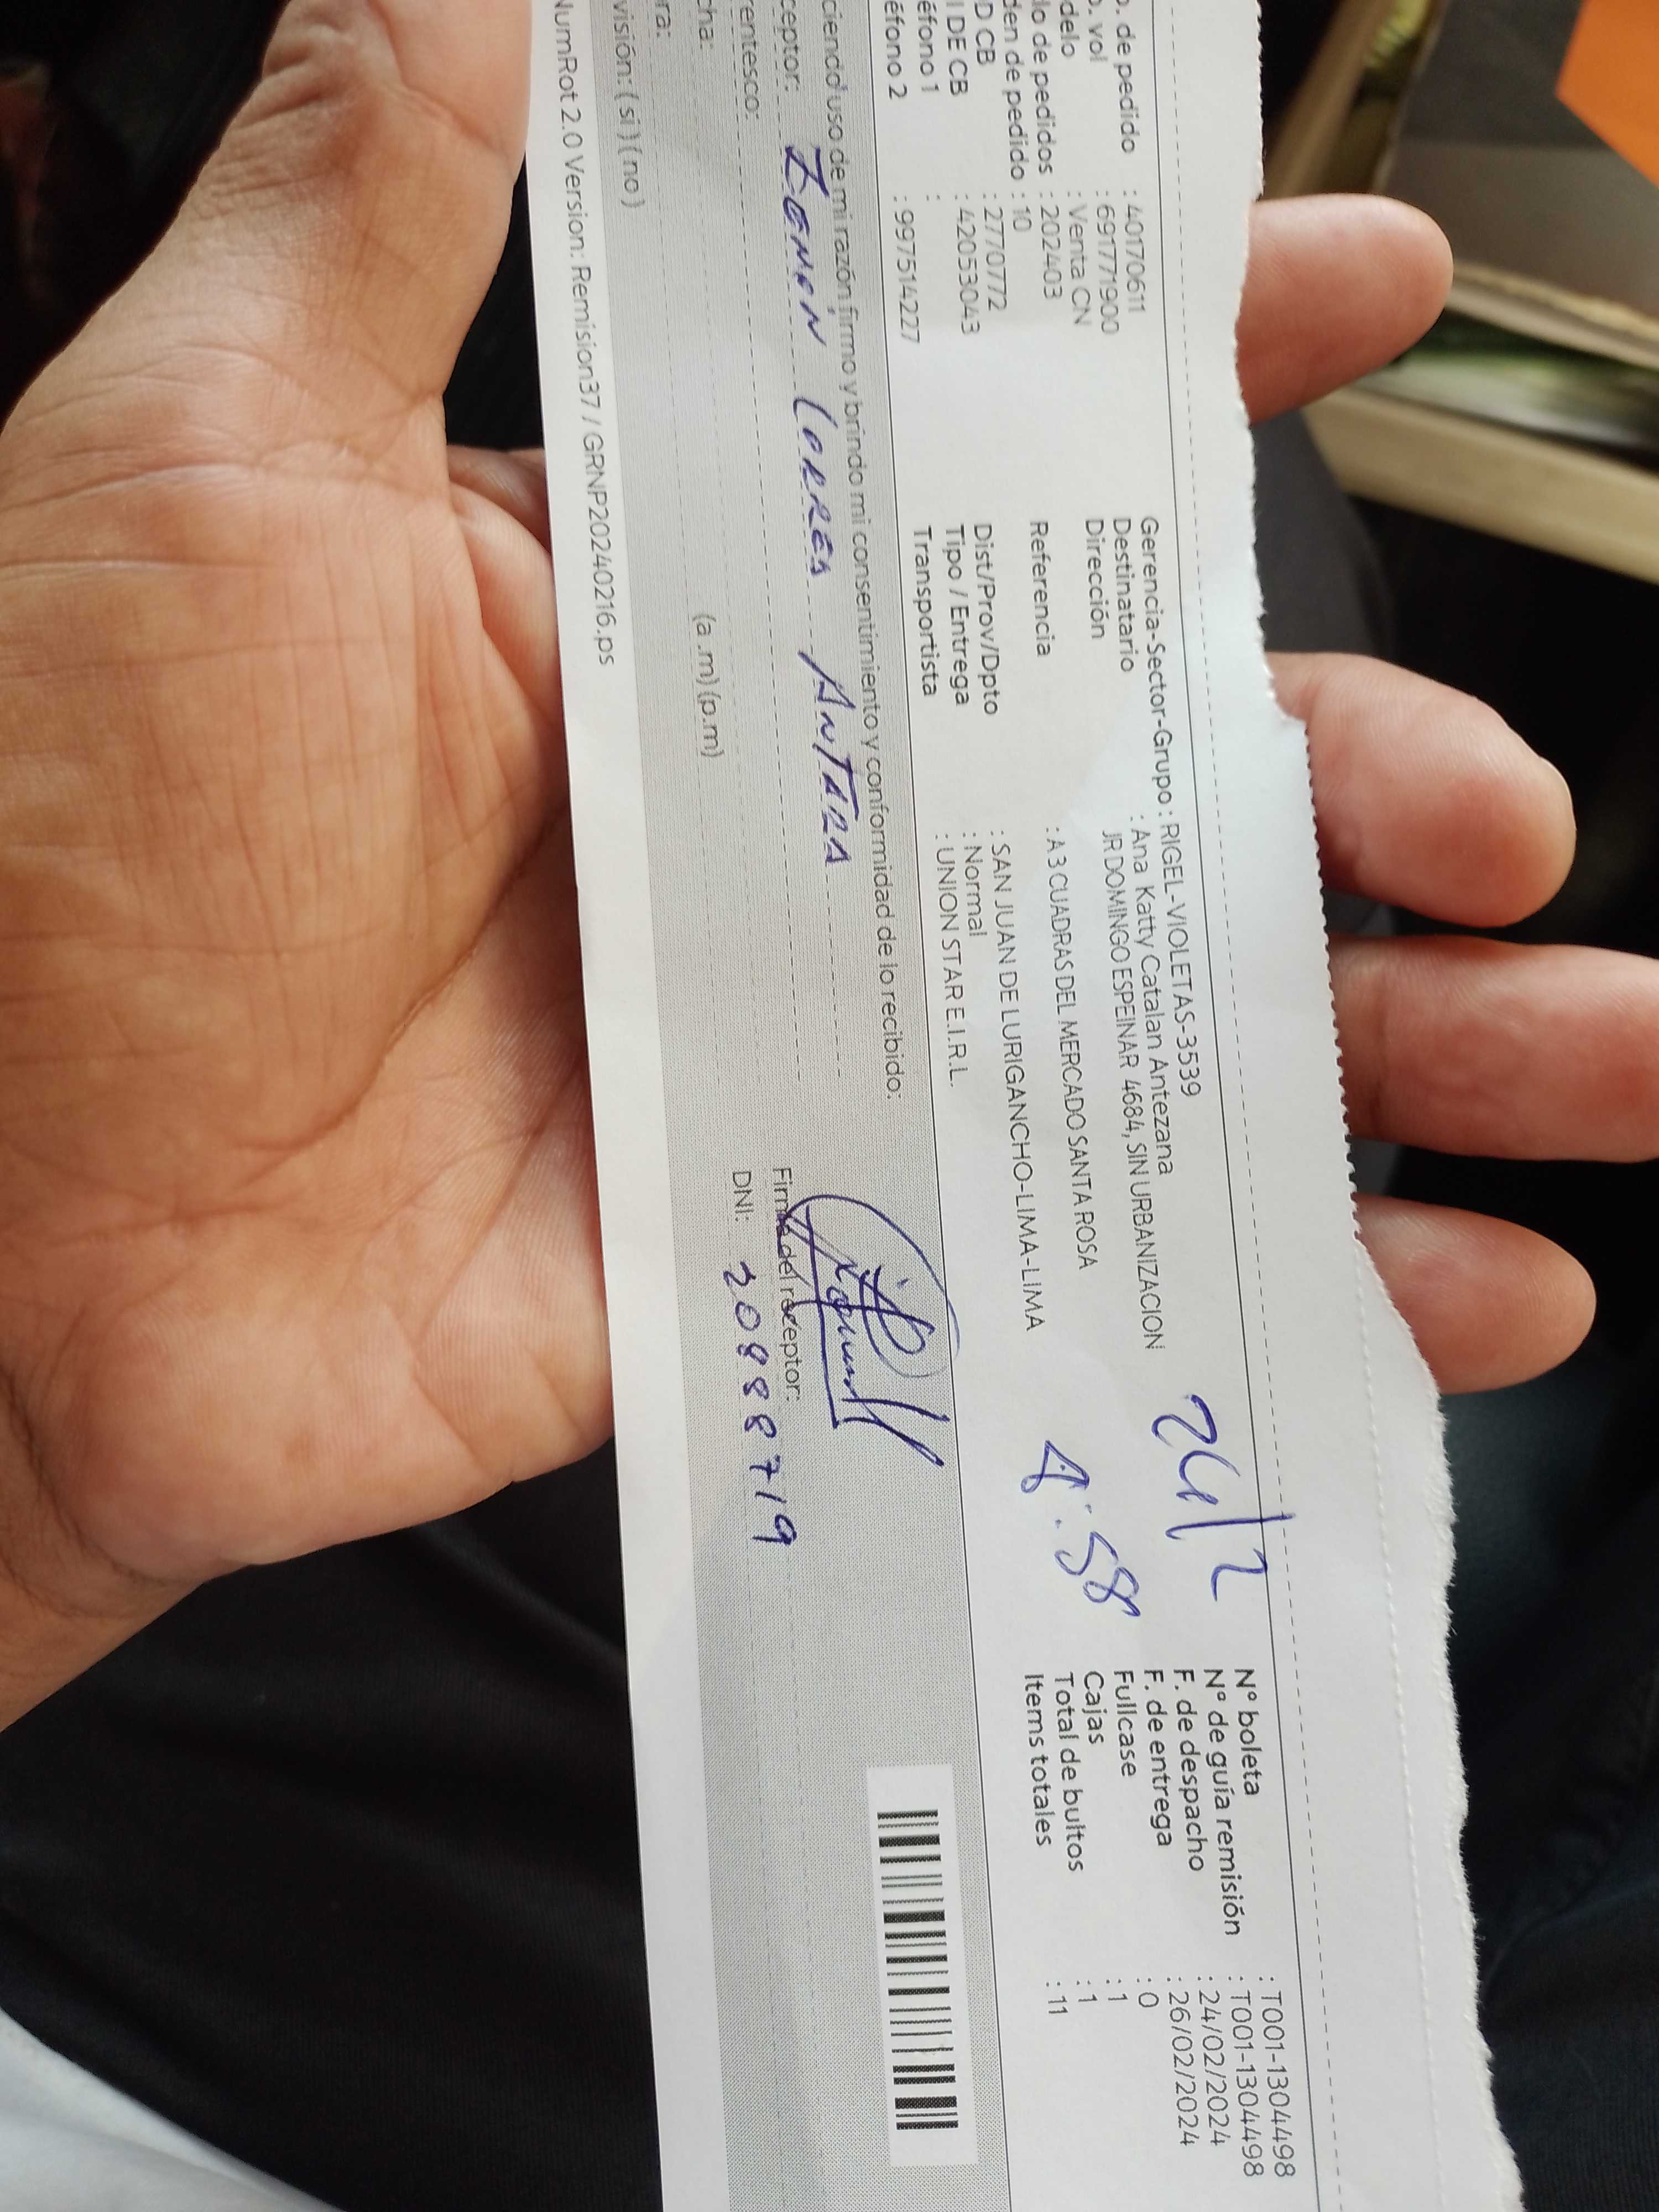 o. de pedido : 40170611
o. vol : 691771900
delo : Venta CN
lo de pedidos : 202403
den de pedido : 10
D CB : 2770772
I DE CB : 42053043
éfono 1 :
éfono 2 : 997514227
Gerencia-Sector-Grupo : RIGEL-VIOLETAS-3539
Destinatario : Ana Katty Catalan Antezana
Dirección JR DOMINGO ESPEINAR 4684, SIN URBANIZACION
Referencia : A 3 CUADRAS DEL MERCADO SANTA ROSA
Dist/Prov/Dpto : SAN JUAN DE LURIGANCHO-LIMA-LIMA
Tipo / Entrega : Normal
Transportista : UNION STAR E.I.R.L.
24/2
Nº boleta : T001-1304498
Nº de guía remisión : T001-1304498
F. de despacho : 24/02/2024
F. de entrega : 26/02/2024
Fullcase : 0
Cajas : 1
Total de bultos : 1
Items totales : 11
ciendo uso de mi razón firmo y brindo mi consentimiento y conformidad de lo recibido:
ceptor:
rentesco:
cha:
ra: (a.m) (p.m)
visión: ( si ) ( no )
Firma del receptor:
DNI: 20888719
NumRot 2.0 Version: Remision37 / GRNP20240216.ps